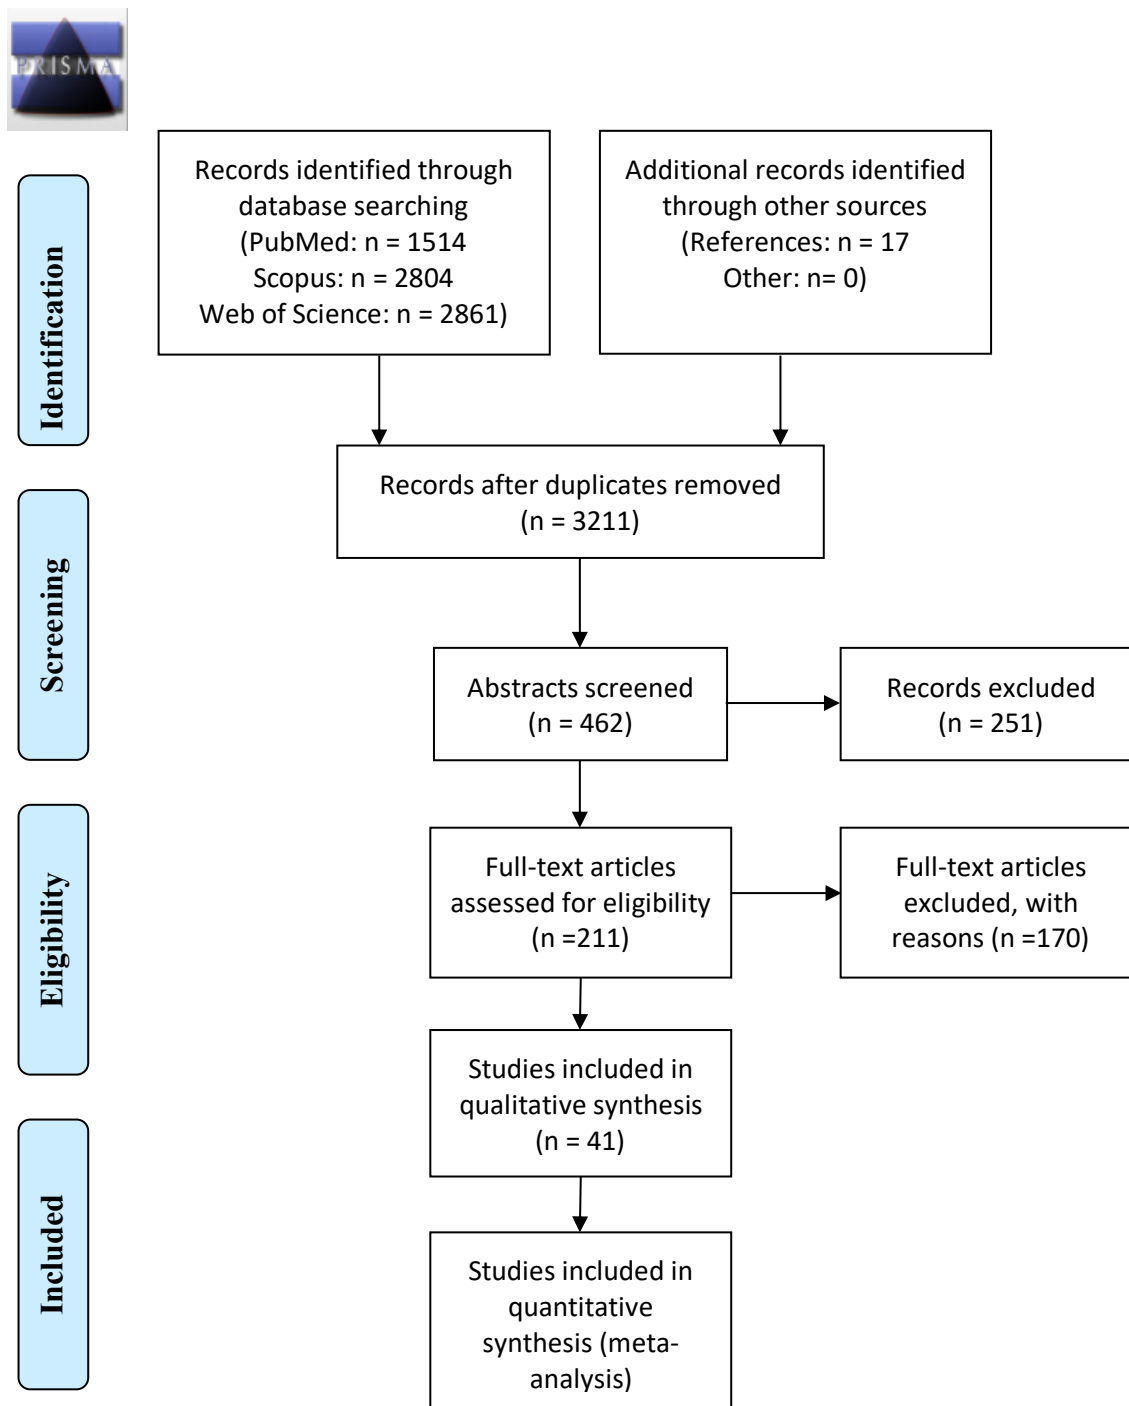 PRISMA
Identification
Records identified through
database searching
(PubMed: n = 1514
Scopus: n = 2804
Web of Science: n = 2861)
Additional records identified
through other sources
(References: n = 17
Other: n= 0)
Records after duplicates removed
(n = 3211)
Screening
Abstracts screened
(n = 462)
Records excluded
(n = 251)
Eligibility
Full-text articles
assessed for eligibility
(n =211)
Full-text articles
excluded, with
reasons (n =170)
Studies included in
qualitative synthesis
(n = 41)
Included
Studies included in
quantitative
synthesis (meta-
analysis)